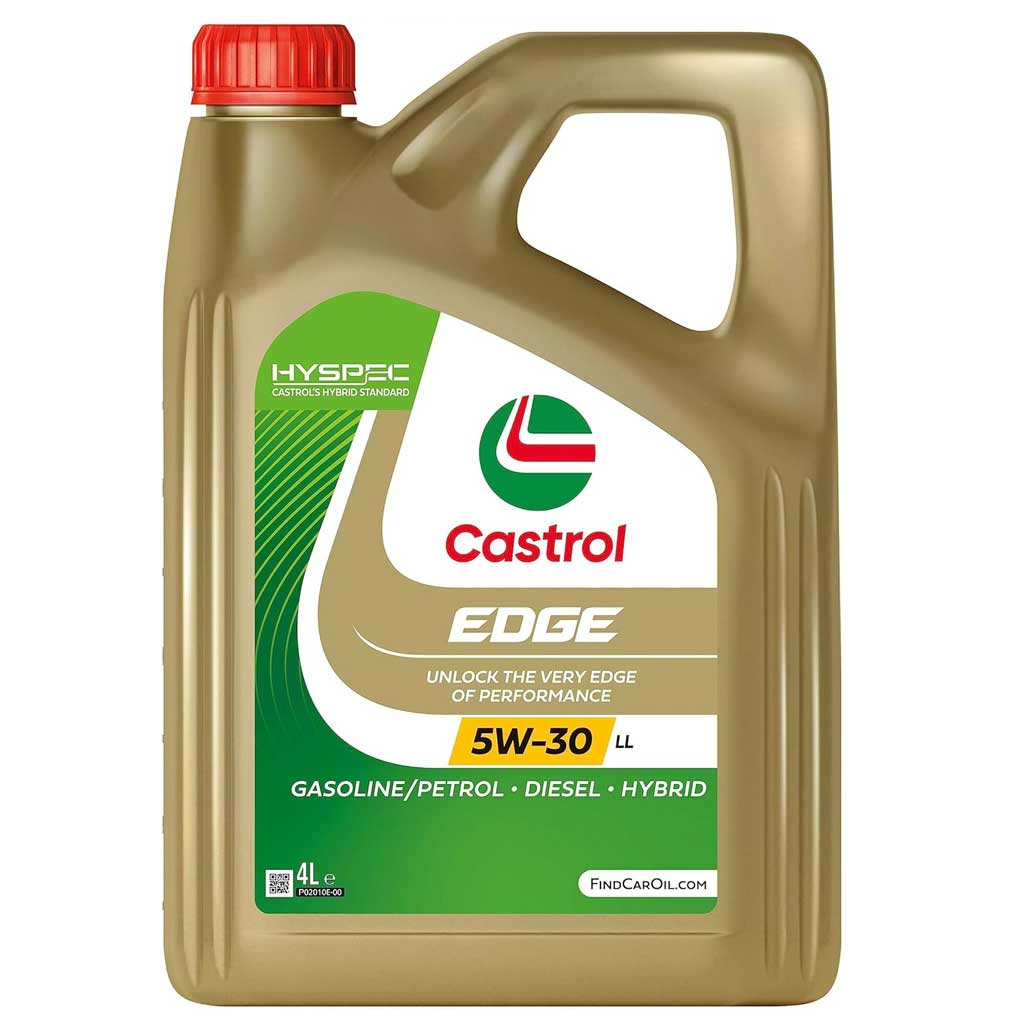 HYSPEC
CASTROL'S HYBRID STANDARD
Castrol
EDGE
UNLOCK THE VERY EDGE
OF PERFORMANCE
5W-30 LL
GASOLINE/PETROL • DIESEL • HYBRID
4L e
P02010E-00
FINDCAROIL.COM